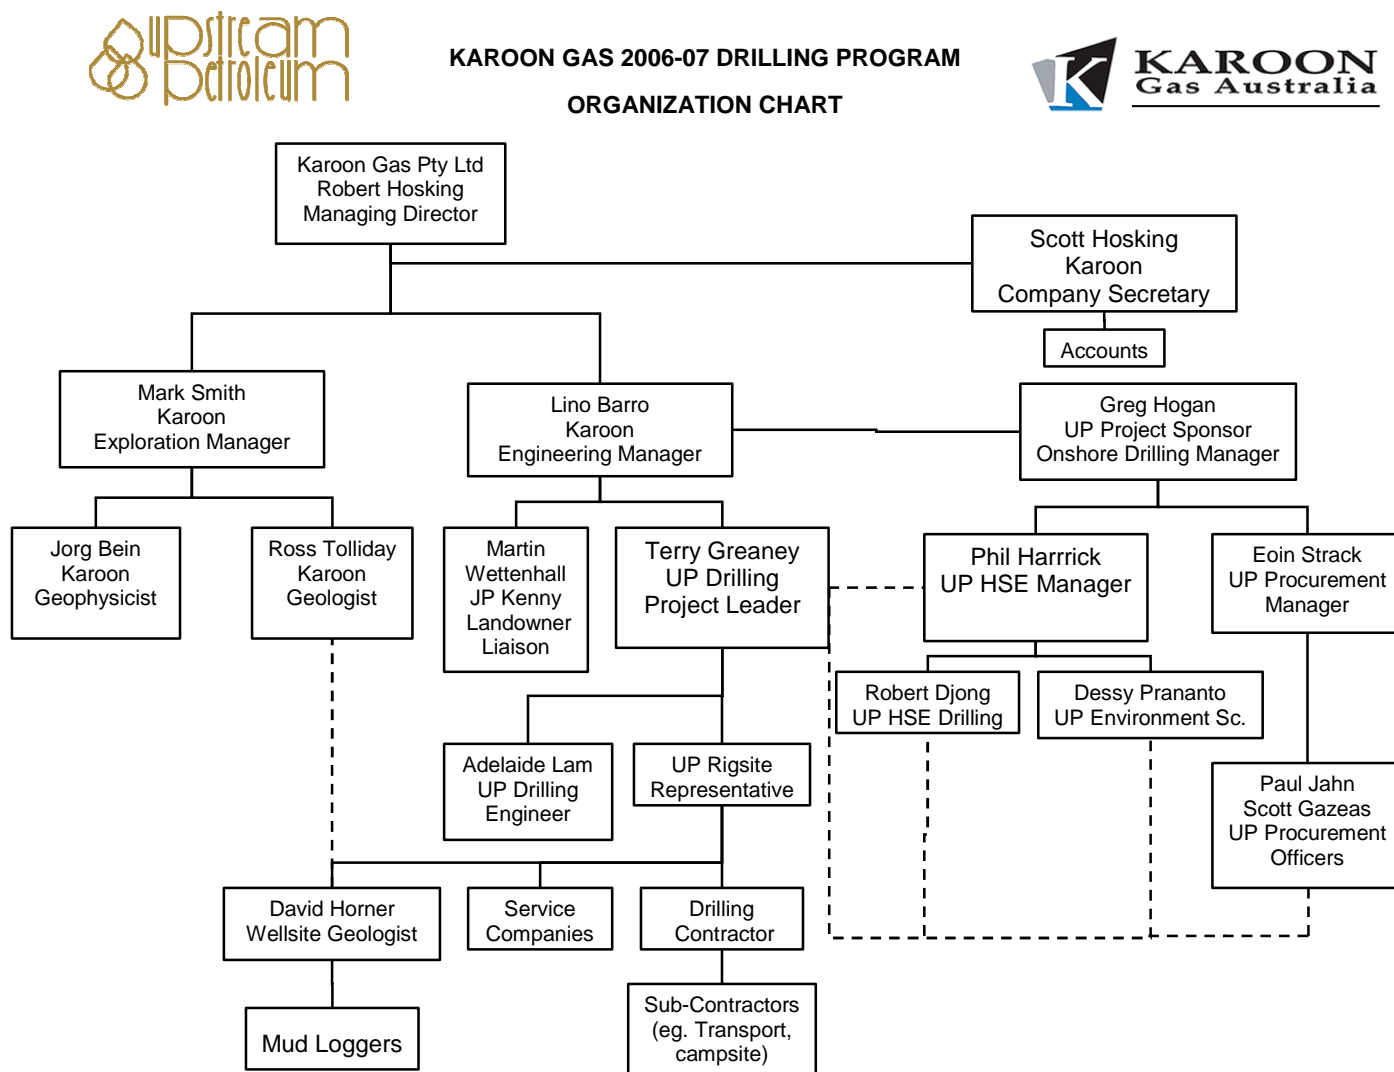 upstream
petroleum
KAROON GAS 2006-07 DRILLING PROGRAM
ORGANIZATION CHART
K
KAROON
Gas Australia
Karoon Gas Pty Ltd
Robert Hosking
Managing Director
Scott Hosking
Karoon
Company Secretary
Accounts
Mark Smith
Karoon
Exploration Manager
Lino Barro
Karoon
Engineering Manager
Greg Hogan
UP Project Sponsor
Onshore Drilling Manager
Jorg Bein
Karoon
Geophysicist
Ross Tolliday
Karoon
Geologist
Martin
Wettenhall
JP Kenny
Landowner
Liaison
Terry Greaney
UP Drilling
Project Leader
Phil Harrrick
UP HSE Manager
Eoin Strack
UP Procurement
Manager
Robert Djong
UP HSE Drilling
Dessy Prananto
UP Environment Sc.
Adelaide Lam
UP Drilling
Engineer
UP Rigsite
Representative
Paul Jahn
Scott Gazeas
UP Procurement
Officers
David Horner
Wellsite Geologist
Service
Companies
Drilling
Contractor
Mud Loggers
Sub-Contractors
(eg. Transport,
campsite)